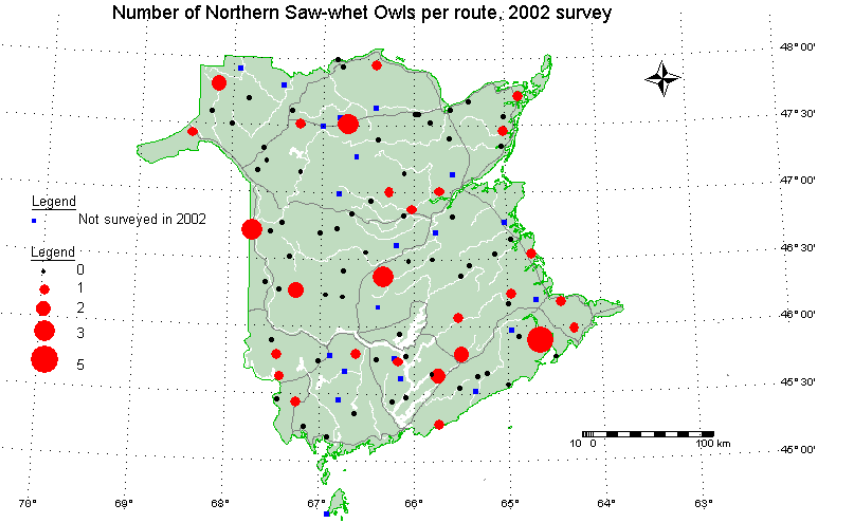 Number of Northern Saw-whet Owls per route, 2002 survey
48° 00'
47° 30'
47° 00'
46° 30'
46° 00'
45° 30'
45° 00'
Legend
Not surveyed in 2002
Legend
0
1
2
3
5
10 0 100 km
70° 69° 68° 67° 66° 65° 64° 63°